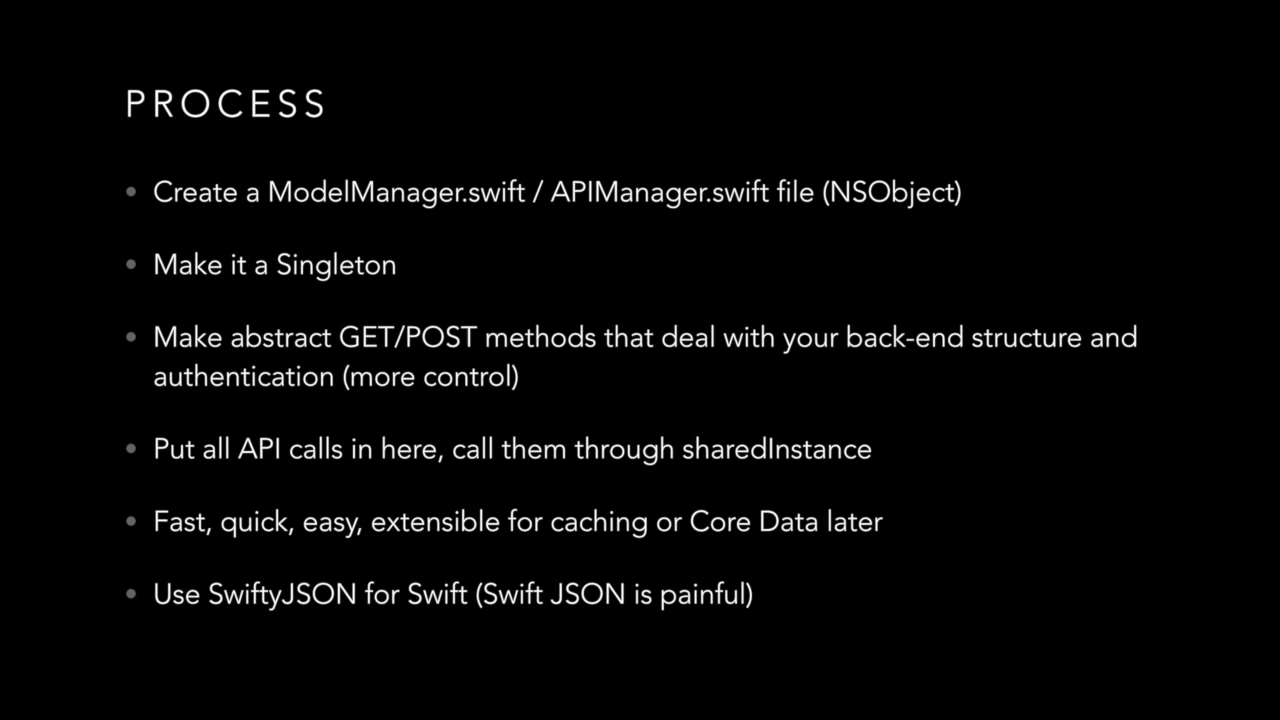 PROCESS
• Create a ModelManager.swift / APIManager.swift file (NSObject)
• Make it a Singleton
• Make abstract GET/POST methods that deal with your back-end structure and
authentication (more control)
• Put all API calls in here, call them through sharedInstance
• Fast, quick, easy, extensible for caching or Core Data later
• Use SwiftyJSON for Swift (Swift JSON is painful)